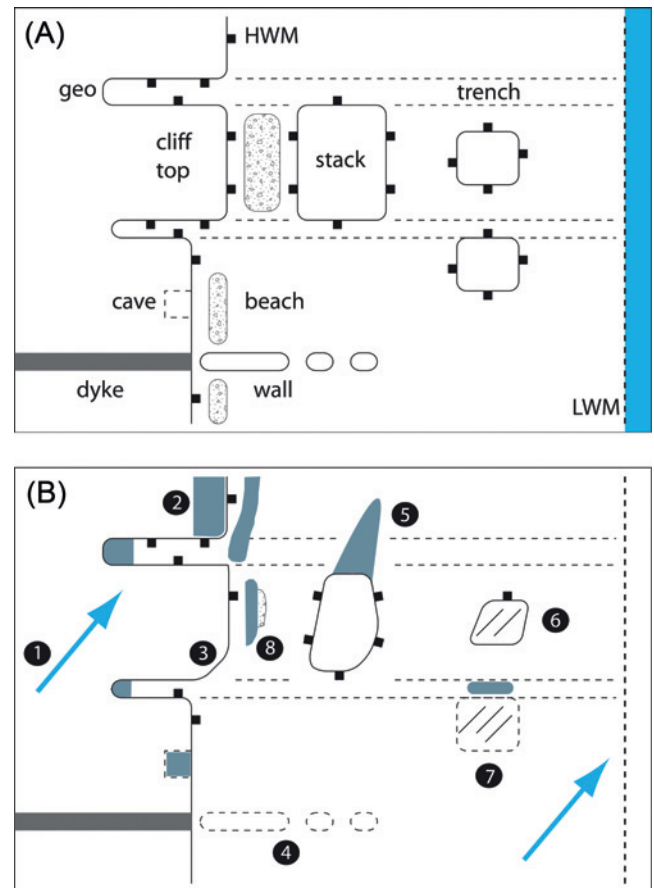 (A)
HWM
geo
trench
cliff
top
stack
cave
beach
dyke
wall
LWM
(B)
2
5
1
3
8
6
7
4